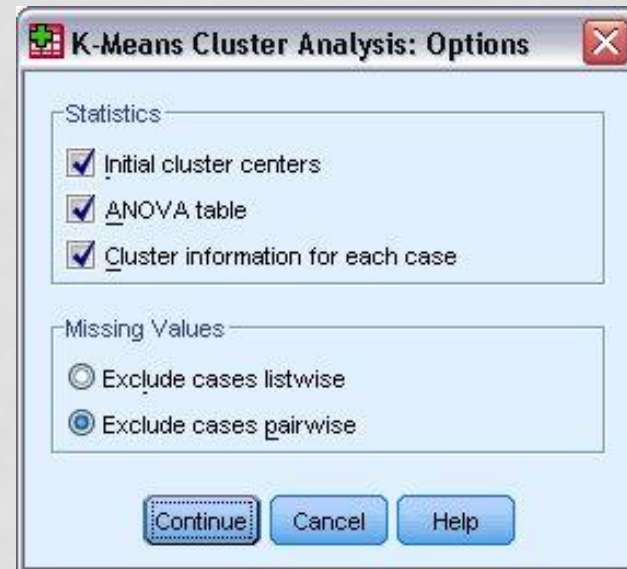 K-Means Cluster Analysis: Options
Statistics
Initial cluster centers
ANOVA table
Cluster information for each case
Missing Values
Exclude cases listwise
Exclude cases pairwise
Continue Cancel Help